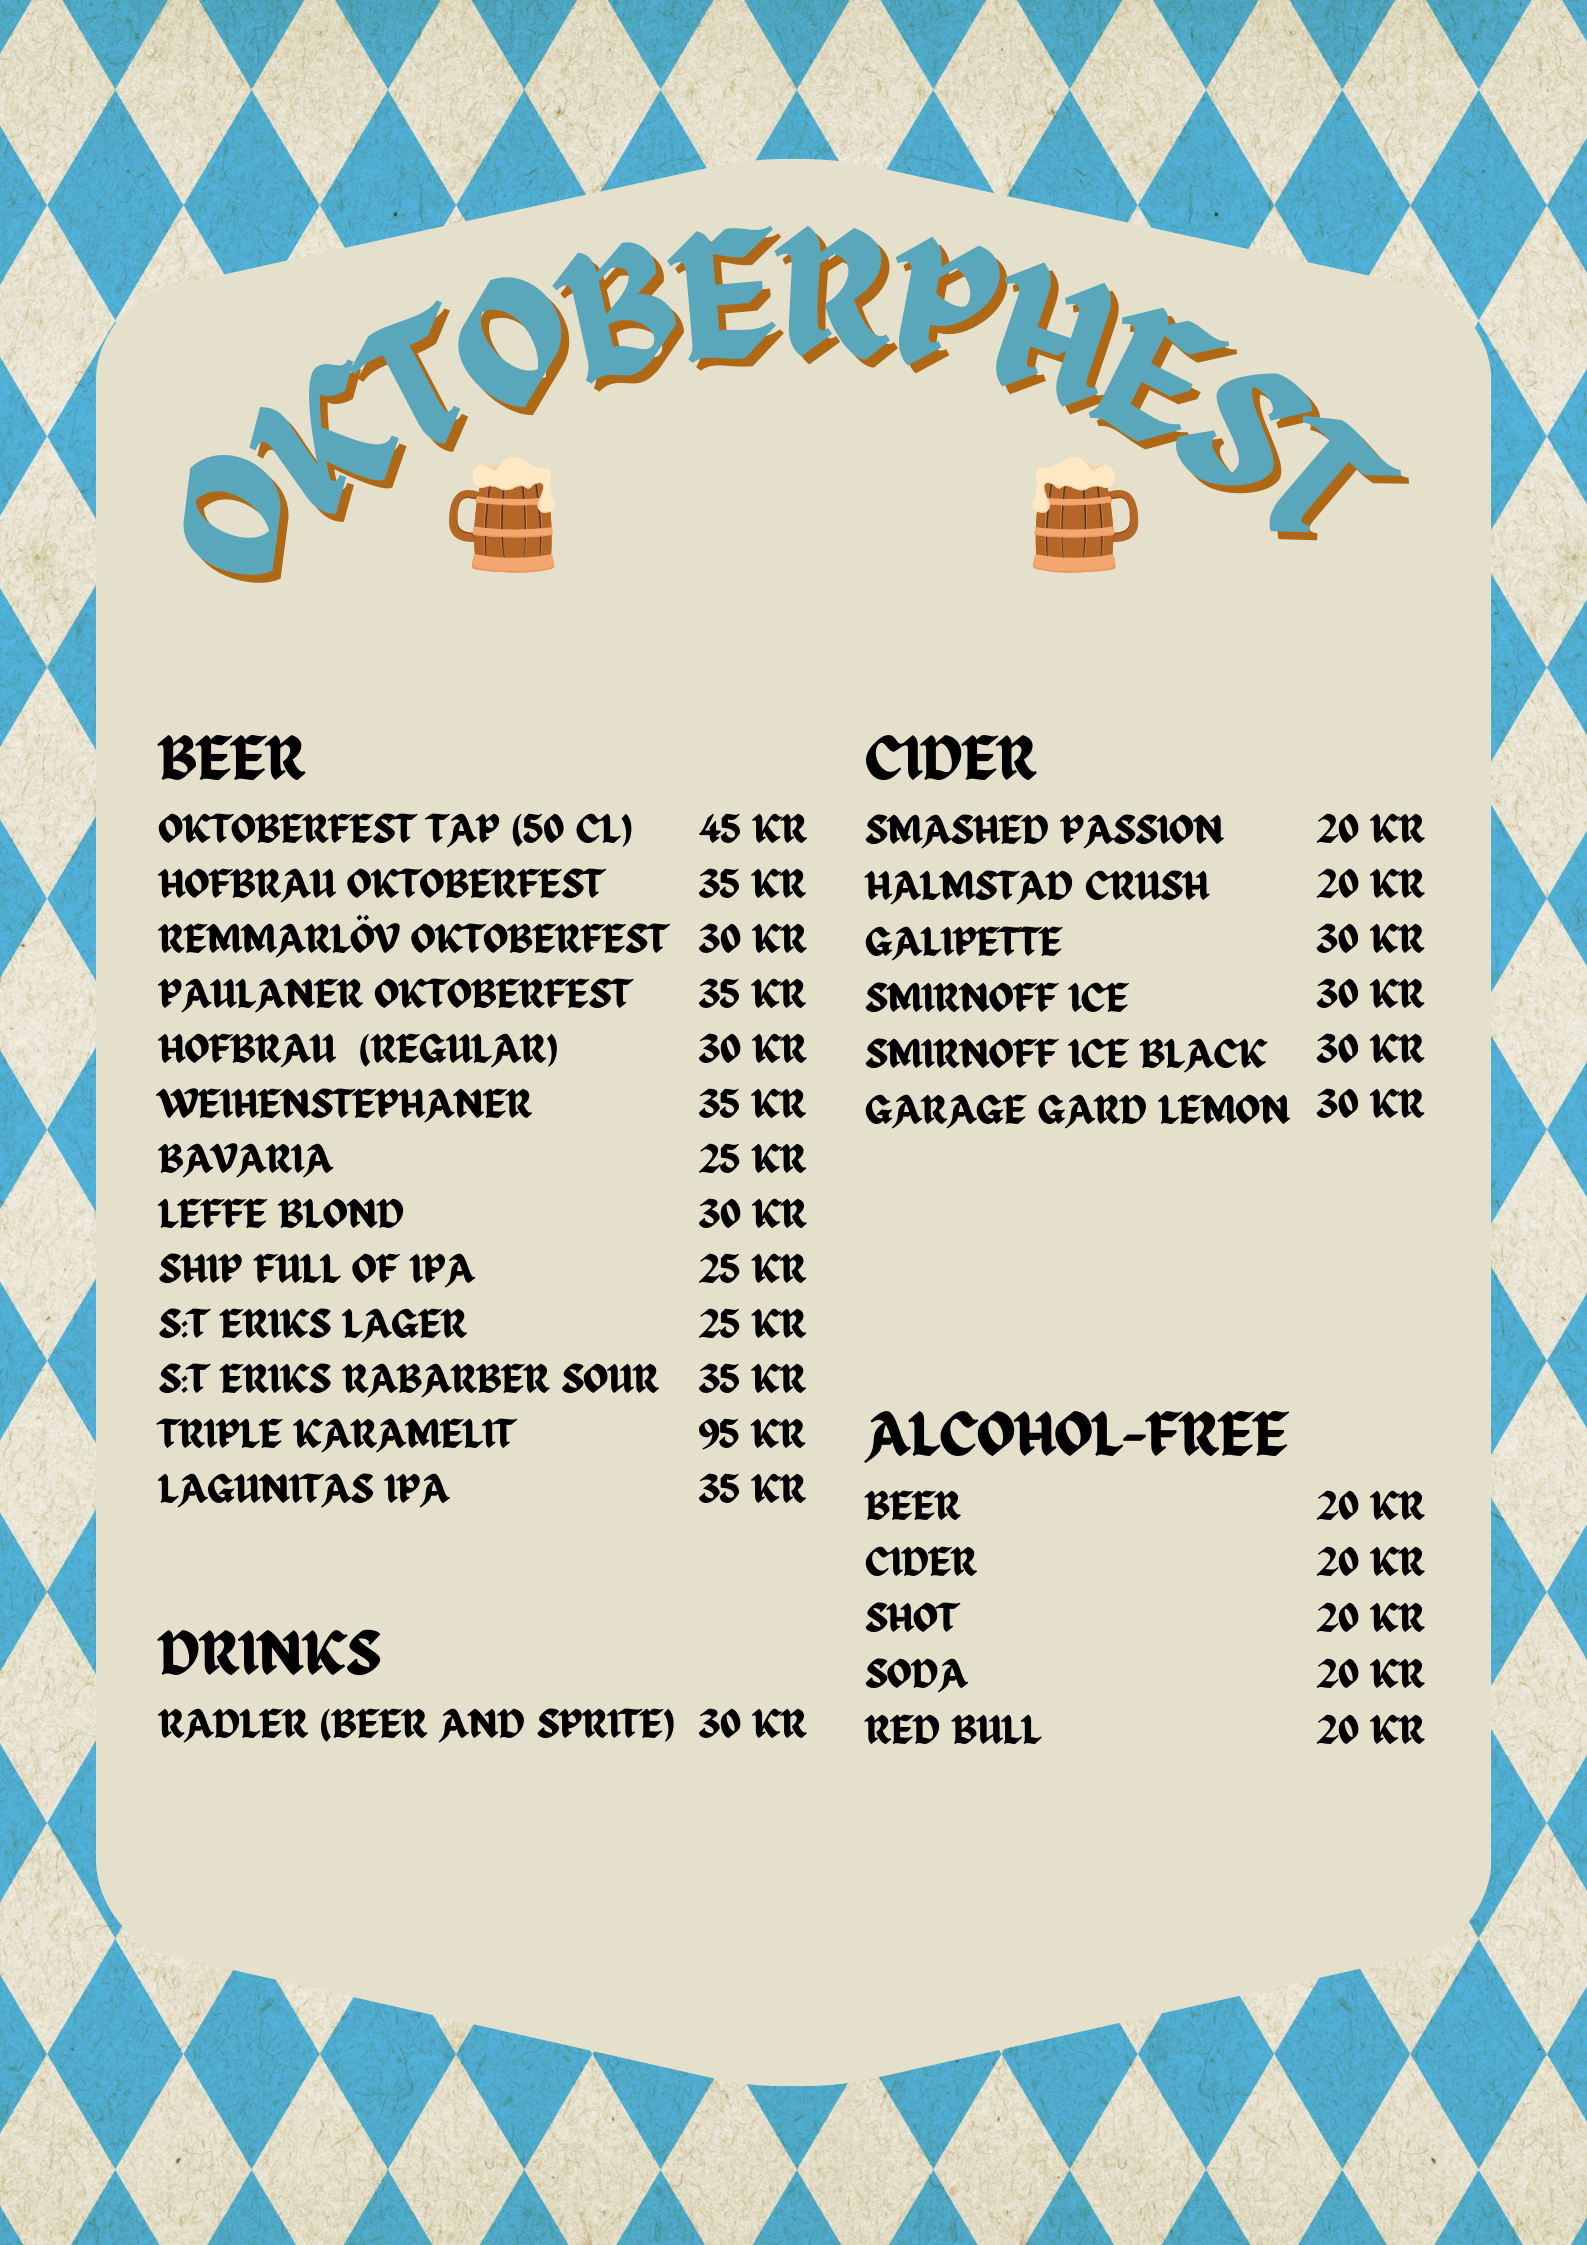 OKTOBERPHEST
BEER
OKTOBERFEST TAP (50 CL) 45 KR
HOFBRAU OKTOBERFEST 35 KR
REMMARLÖV OKTOBERFEST 30 KR
PAULANER OKTOBERFEST 35 KR
HOFBRAU (REGULAR) 30 KR
WEIHENSTEPHANER 35 KR
BAVARIA 25 KR
LEFFE BLOND 30 KR
SHIP FULL OF IPA 25 KR
S:T ERIKS LAGER 25 KR
S:T ERIKS RABARBER SOUR 35 KR
TRIPLE KARAMELIT 95 KR
LAGUNITAS IPA 35 KR
DRINKS
RADLER (BEER AND SPRITE) 30 KR
CIDER
SMASHED PASSION 20 KR
HALMSTAD CRUSH 20 KR
GALIPETTE 30 KR
SMIRNOFF ICE 30 KR
SMIRNOFF ICE BLACK 30 KR
GARAGE GARD LEMON 30 KR
ALCOHOL-FREE
BEER 20 KR
CIDER 20 KR
SHOT 20 KR
SODA 20 KR
RED BULL 20 KR